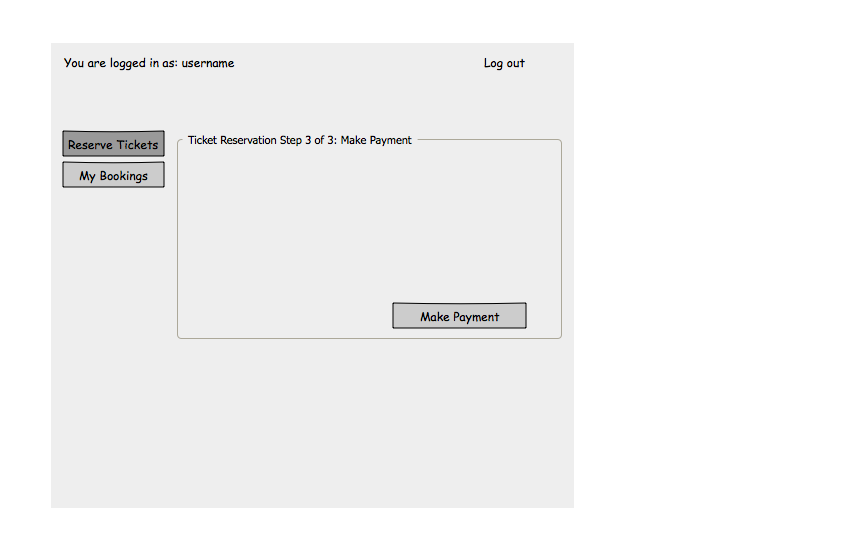 You are logged in as: username
Log out
Reserve Tickets
Ticket Reservation Step 3 of 3: Make Payment
My Bookings
Make Payment